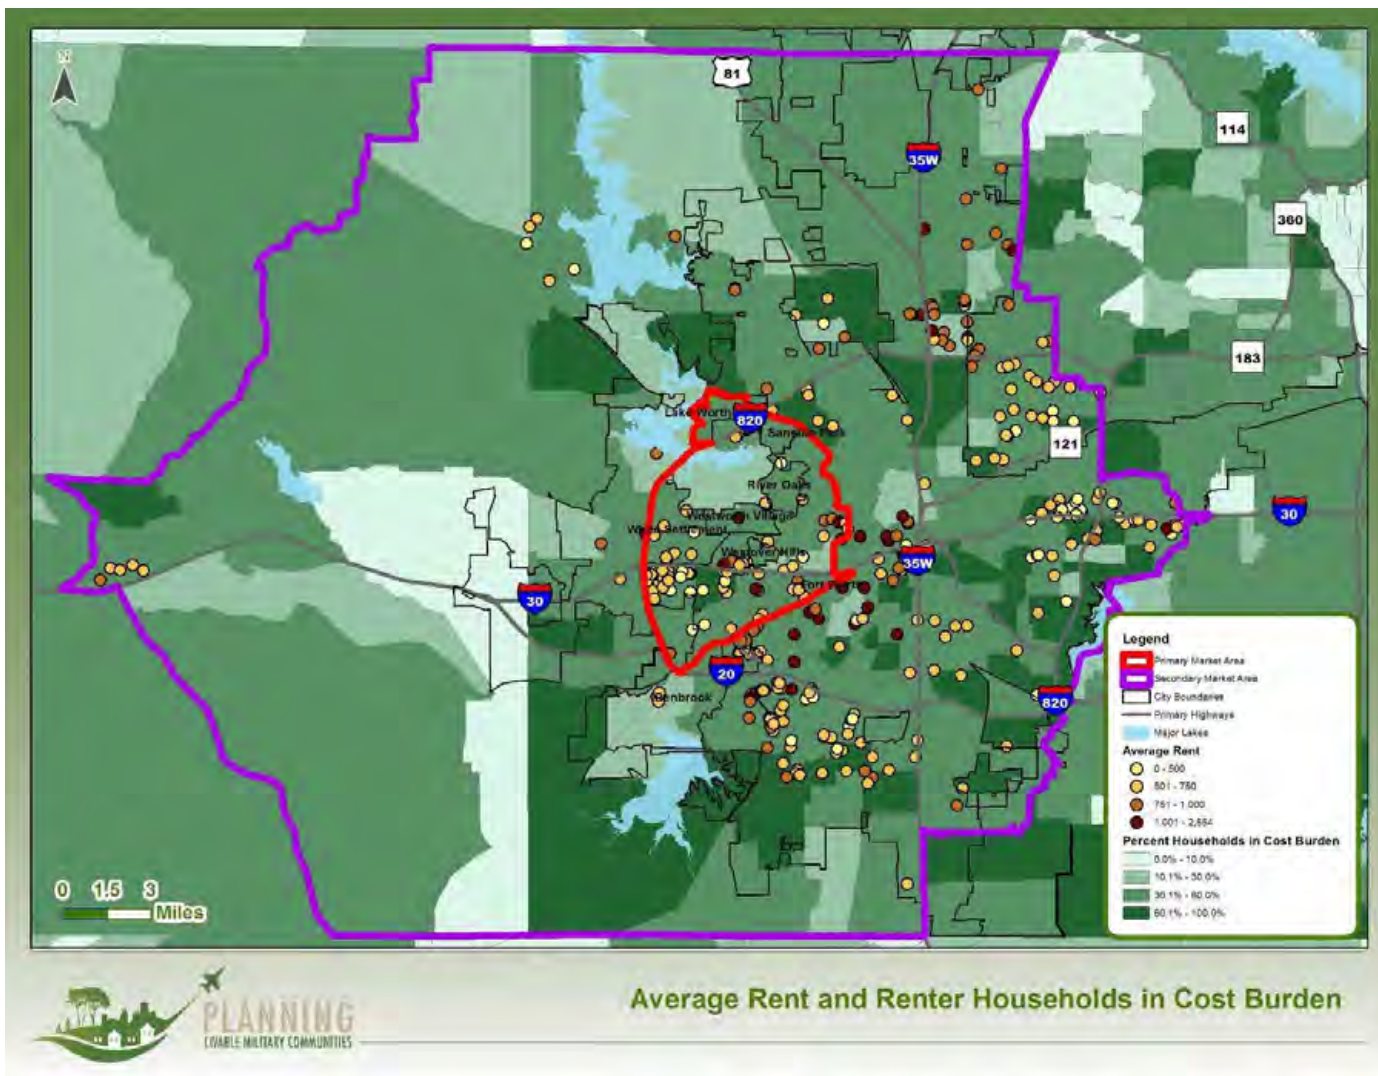 N
81
114
35W
360
183
Lake Worth
820
Sansom Park
121
River Oaks
Westworth Village
White Settlement
30
Westover Hills
35W
Fort Worth
30
20
Benbrook
820
Legend
Primary Market Area
Secondary Market Area
City Boundaries
Primary Highways
Major Lakes
Average Rent
0 - 500
501 - 750
751 - 1,000
Percent Households in Cost Burden
0.0% - 10.0%
10.1% - 30.0%
30.1% - 60.0%
60.1% - 100.0%
0 1.5 3
Miles
PLANNING
LIVABLE MILITARY COMMUNITIES
Average Rent and Renter Households in Cost Burden